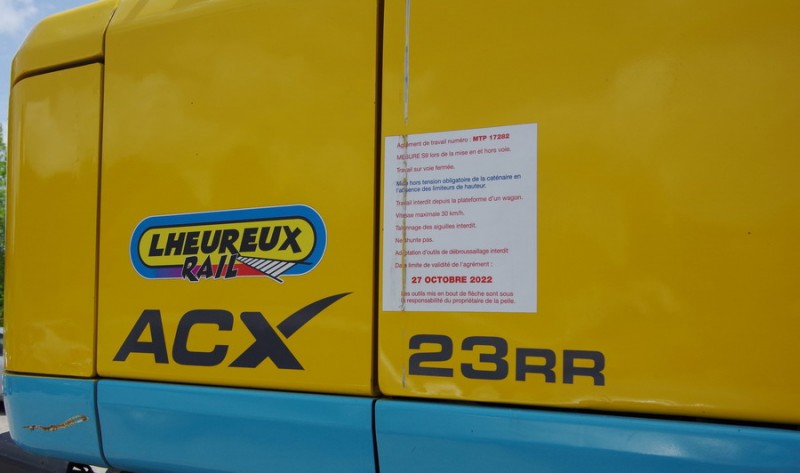 Agrément de travail numéro : MTP 17282
MESURE 69 lors de la mise en et hors voie.
Travail sur voie fermée.
Mise hors tension obligatoire de la caténaire en
l'absence des limiteurs de hauteur.
Travail interdit depuis la plateforme d'un wagon.
Vitesse maximale 20 km/h.
Talonnage des aiguilles interdit.
Ne shunte pas.
Adaptation d'outils de débroussaillage interdit
Date limite de validité de l'agrément :
27 OCTOBRE 2022
Les outils mis en bout de flèche sont sous
la responsabilité du propriétaire de la pelle.
LHEUREUX
RAIL
ACX
23RR